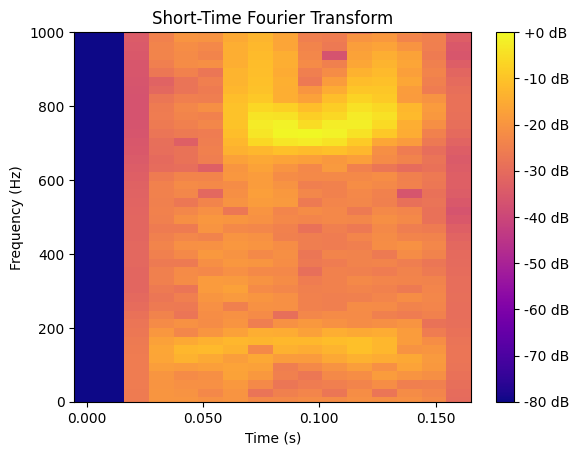 Short-Time Fourier Transform
1000
800
600
400
200
0
Frequency (Hz)
0.000
0.050
0.100
0.150
Time (s)
+0 dB
-10 dB
-20 dB
-30 dB
-40 dB
-50 dB
-60 dB
-70 dB
-80 dB